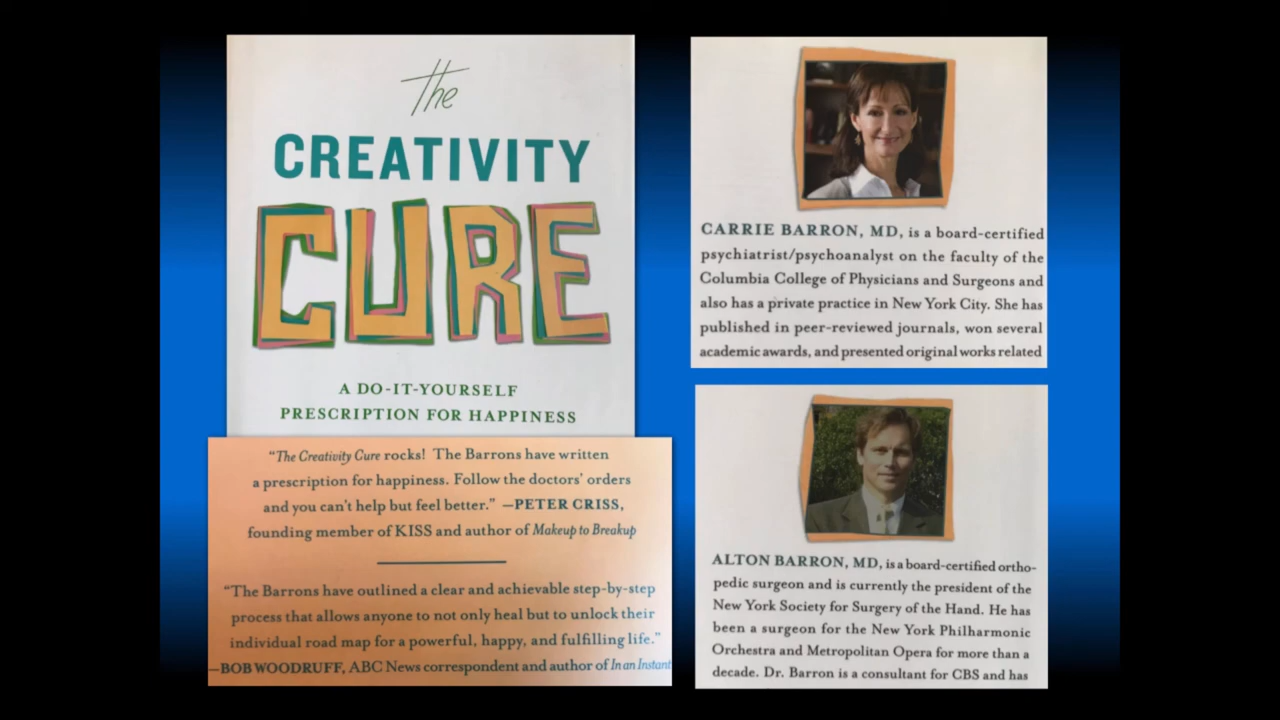 The
CREATIVITY
CURE
A DO-IT-YOURSELF
PRESCRIPTION FOR HAPPINESS
“The Creativity Cure rocks! The Barrons have written
a prescription for happiness. Follow the doctors’ orders
and you can’t help but feel better.” —PETER CRISS,
founding member of KISS and author of Makeup to Breakup
“The Barrons have outlined a clear and achievable step-by-step
process that allows anyone to not only heal but to unlock their
individual road map for a powerful, happy, and fulfilling life.”
—BOB WOODRUFF, ABC News correspondent and author of In an Instant
CARRIE BARRON, MD, is a board-certified
psychiatrist/psychoanalyst on the faculty of the
Columbia College of Physicians and Surgeons and
also has a private practice in New York City. She has
published in peer-reviewed journals, won several
academic awards, and presented original works related
ALTON BARRON, MD, is a board-certified ortho-
pedic surgeon and is currently the president of the
New York Society for Surgery of the Hand. He has
been a surgeon for the New York Philharmonic
Orchestra and Metropolitan Opera for more than a
decade. Dr. Barron is a consultant for CBS and has